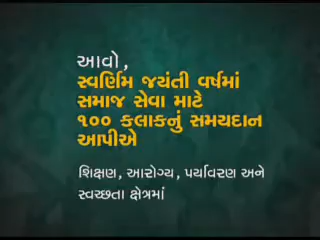 આવો,
સ્વર્ણિમ જયંતી વર્ષમાં
સમાજ સેવા માટે
૧૦૦ કલાકનું સમયદાન
આપીએ
શિક્ષણ, આરોગ્ય, પર્યાવરણ અને
સ્વચ્છતા ક્ષેત્રમાં